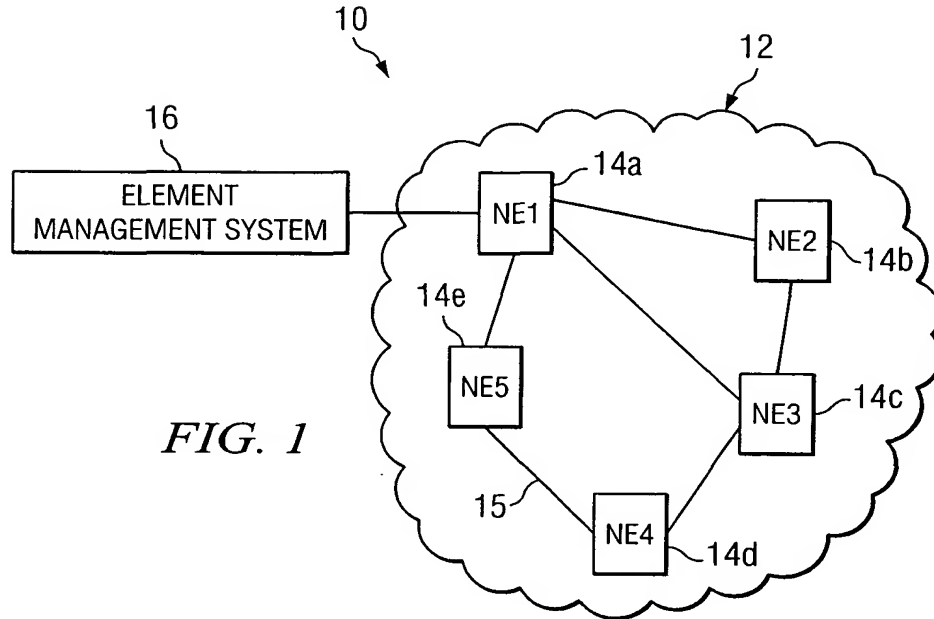 10
12
16
ELEMENT
MANAGEMENT SYSTEM
14a
NE1
NE2
14b
14e
NE5
NE3
14c
FIG. 1
15
NE4
14d